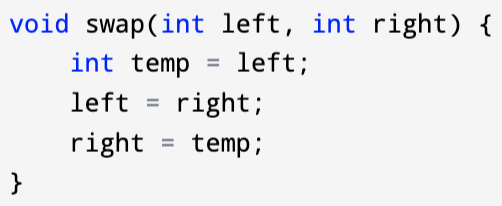 void swap(int left, int right) {
    int temp = left;
    left = right;
    right = temp;
}